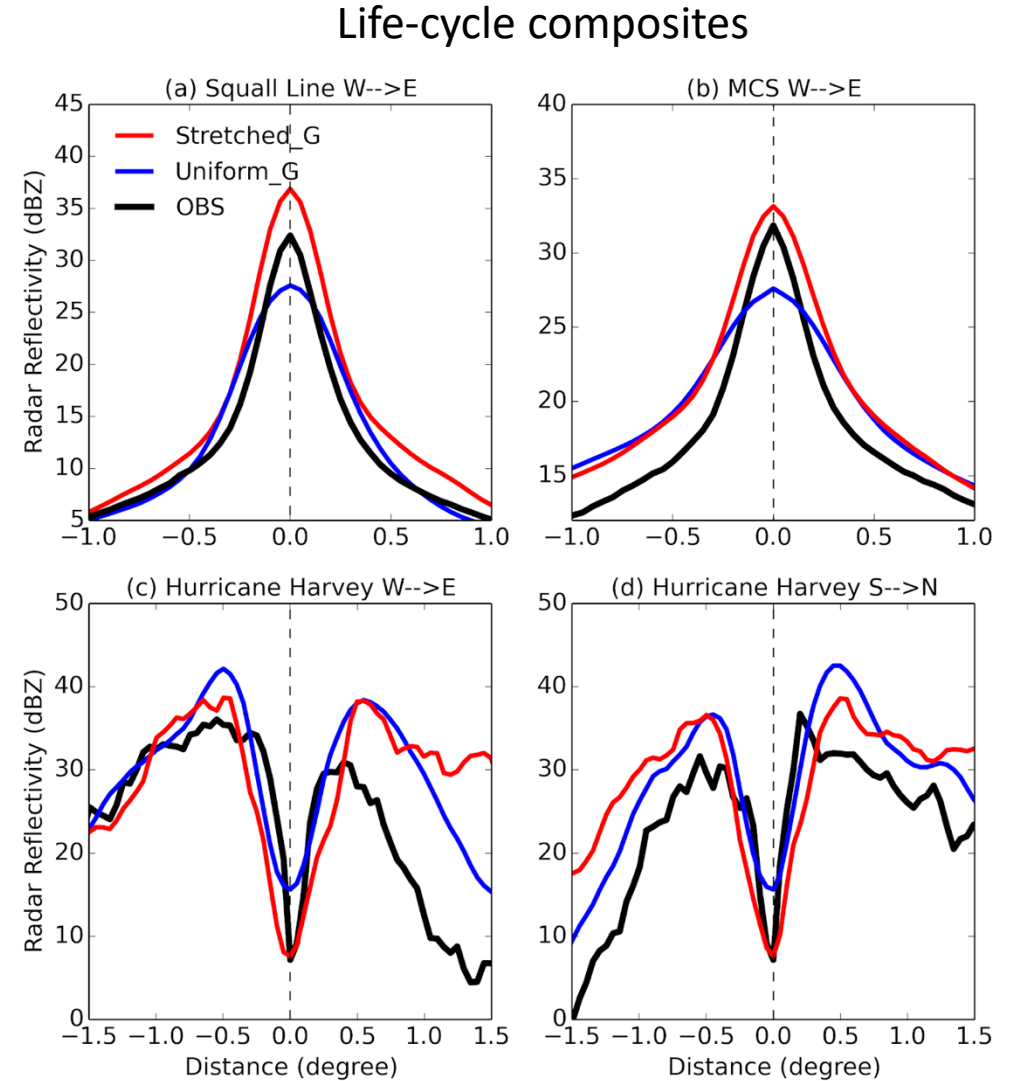 Life-cycle composites
(a) Squall Line W-->E
(b) MCS W-->E
45
40
35
30
25
20
15
10
5
Radar Reflectivity (dBZ)
Stretched_G
Uniform_G
OBS
−1.0 −0.5 0.0 0.5 1.0
40
35
30
25
20
15
−1.0 −0.5 0.0 0.5 1.0
(c) Hurricane Harvey W-->E
(d) Hurricane Harvey S-->N
50
40
30
20
10
0
Radar Reflectivity (dBZ)
−1.5 −1.0 −0.5 0.0 0.5 1.0 1.5
Distance (degree)
50
40
30
20
10
0
−1.5 −1.0 −0.5 0.0 0.5 1.0 1.5
Distance (degree)